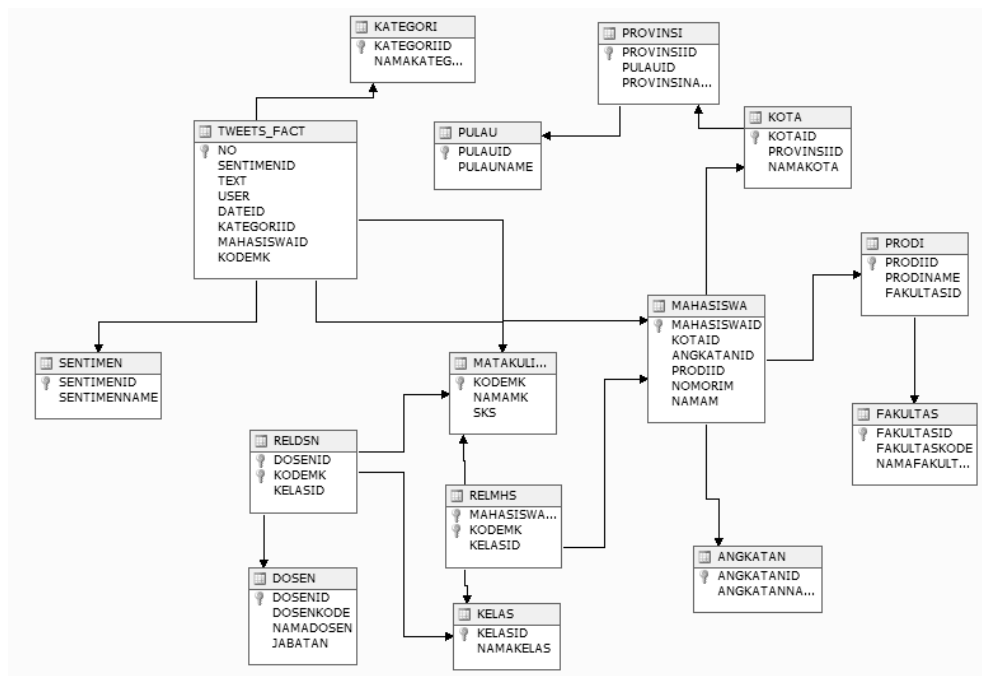 KATEGORI
KATEGORIID
NAMAKATEG...
PROVINSI
PROVINSIID
PULAUID
PROVINSINA...
TWEETS_FACT
NO
SENTIMENID
TEXT
USER
DATEID
KATEGORIID
MAHASISWAID
KODEMK
PULAU
PULAUID
PULAUNAME
KOTA
KOTAID
PROVINSIID
NAMAKOTA
PRODI
PRODIID
PRODINAME
FAKULTASID
MAHASISWA
MAHASISWAID
KOTAID
ANGKATANID
PRODIID
NOMORIM
NAMAM
SENTIMEN
SENTIMENID
SENTIMENNAME
MATAKULI...
KODEMK
NAMAMK
SKS
FAKULTAS
FAKULTASID
FAKULTASKODE
NAMAFAKULT...
RELDSN
DOSENID
KODEMK
KELASID
RELMHS
MAHASISWA...
KODEMK
KELASID
ANGKATAN
ANGKATANID
ANGKATANNA...
DOSEN
DOSENID
DOSENKODE
NAMADOSEN
JABATAN
KELAS
KELASID
NAMAKELAS